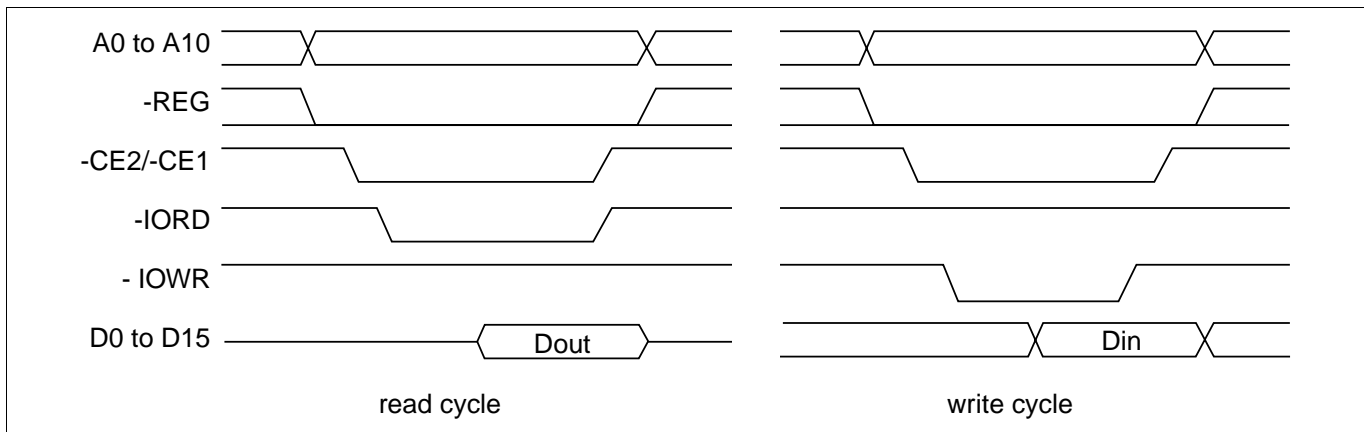 A0 to A10
-REG
-CE2/-CE1
-IORD
- IOWR
D0 to D15
Dout
Din
read cycle
write cycle